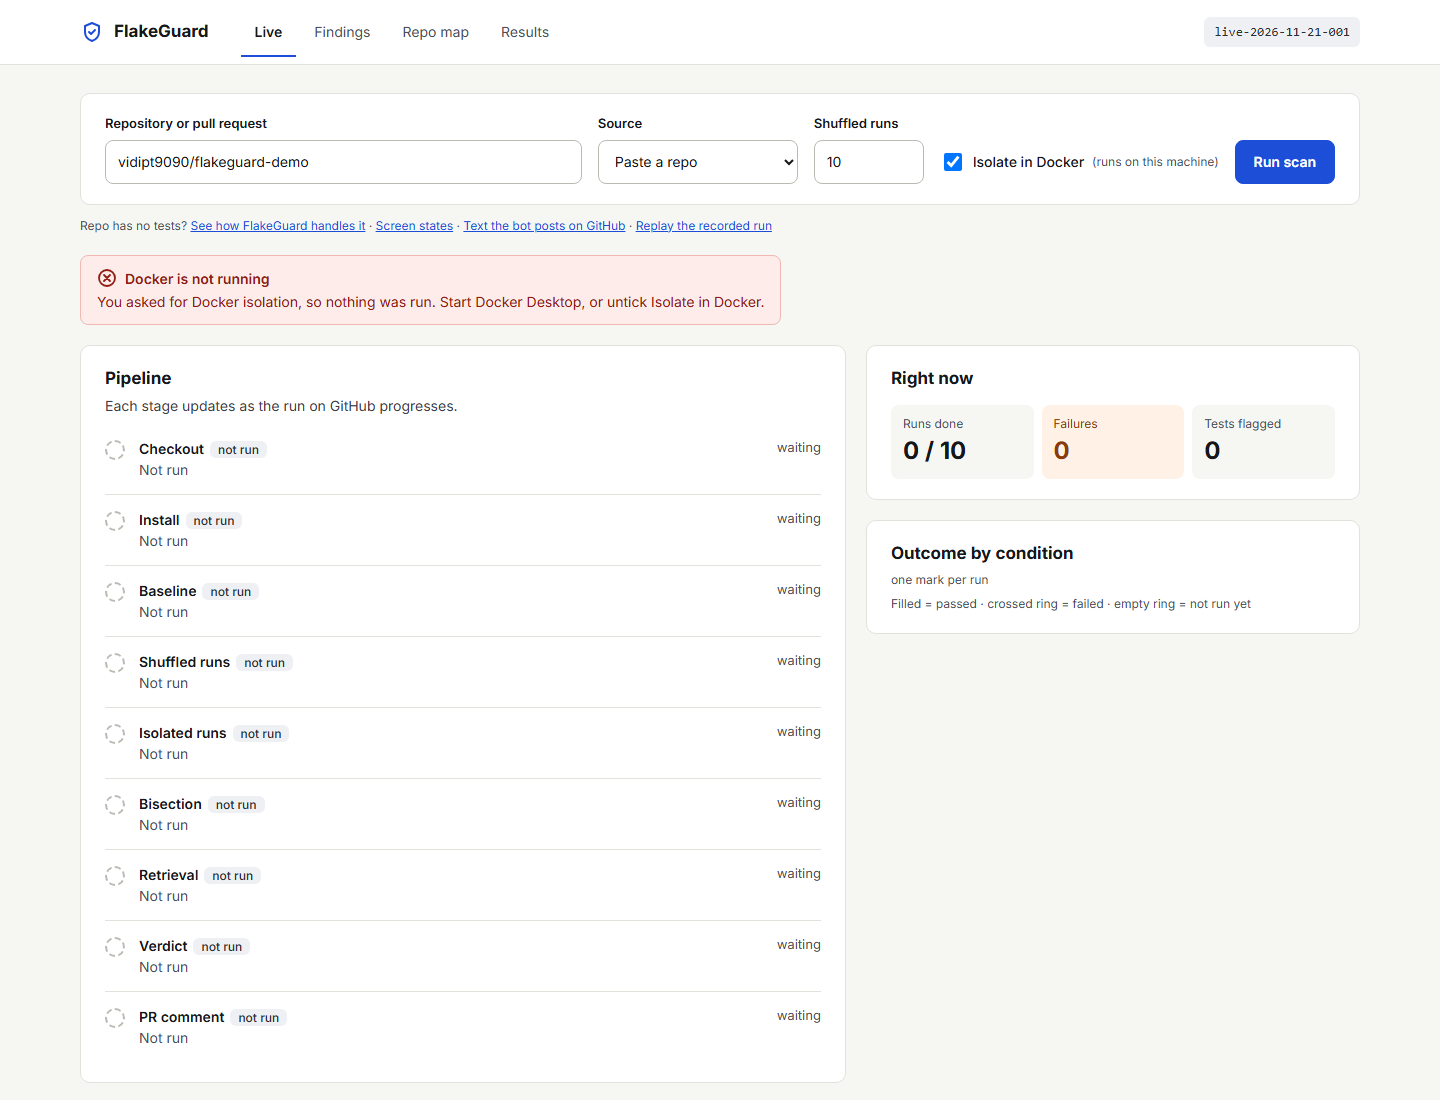 FlakeGuard
Live
Findings
Repo map
Results
live-2026-11-21-001
Repository or pull request
vidipt9090/flakeguard-demo
Source
Paste a repo
Shuffled runs
10
Isolate in Docker (runs on this machine)
Run scan
Repo has no tests? See how FlakeGuard handles it · Screen states · Text the bot posts on GitHub · Replay the recorded run
Docker is not running
You asked for Docker isolation, so nothing was run. Start Docker Desktop, or untick Isolate in Docker.
Pipeline
Each stage updates as the run on GitHub progresses.
Checkout not run waiting
Not run
Install not run waiting
Not run
Baseline not run waiting
Not run
Shuffled runs not run waiting
Not run
Isolated runs not run waiting
Not run
Bisection not run waiting
Not run
Retrieval not run waiting
Not run
Verdict not run waiting
Not run
PR comment not run waiting
Not run
Right now
Runs done
0 / 10
Failures
0
Tests flagged
0
Outcome by condition
one mark per run
Filled = passed · crossed ring = failed · empty ring = not run yet